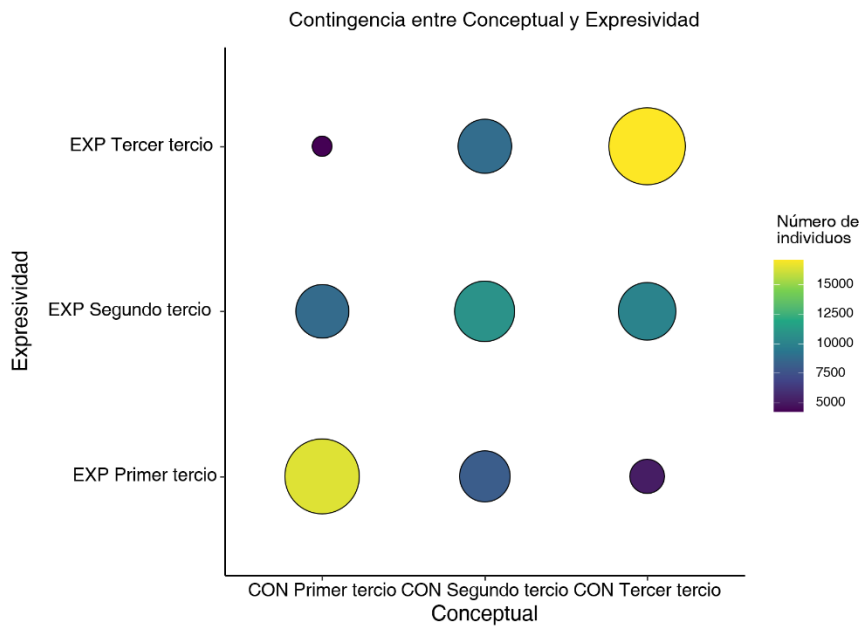 Contingencia entre Conceptual y Expresividad
EXP Tercer tercio
EXP Segundo tercio
EXP Primer tercio
Expresividad
CON Primer tercio CON Segundo tercio CON Tercer tercio
Conceptual
Número de
individuos
15000
12500
10000
7500
5000